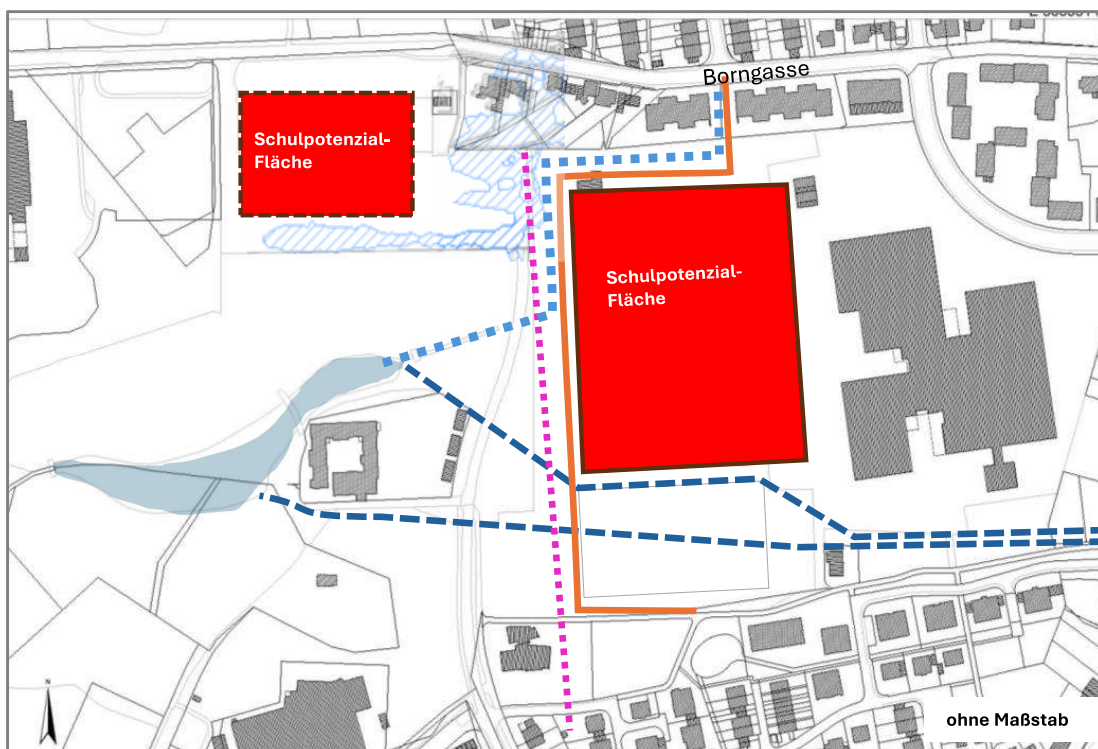 Borngasse
Schulpotenzial-
Fläche
Schulpotenzial-
Fläche
N
ohne Maßstab